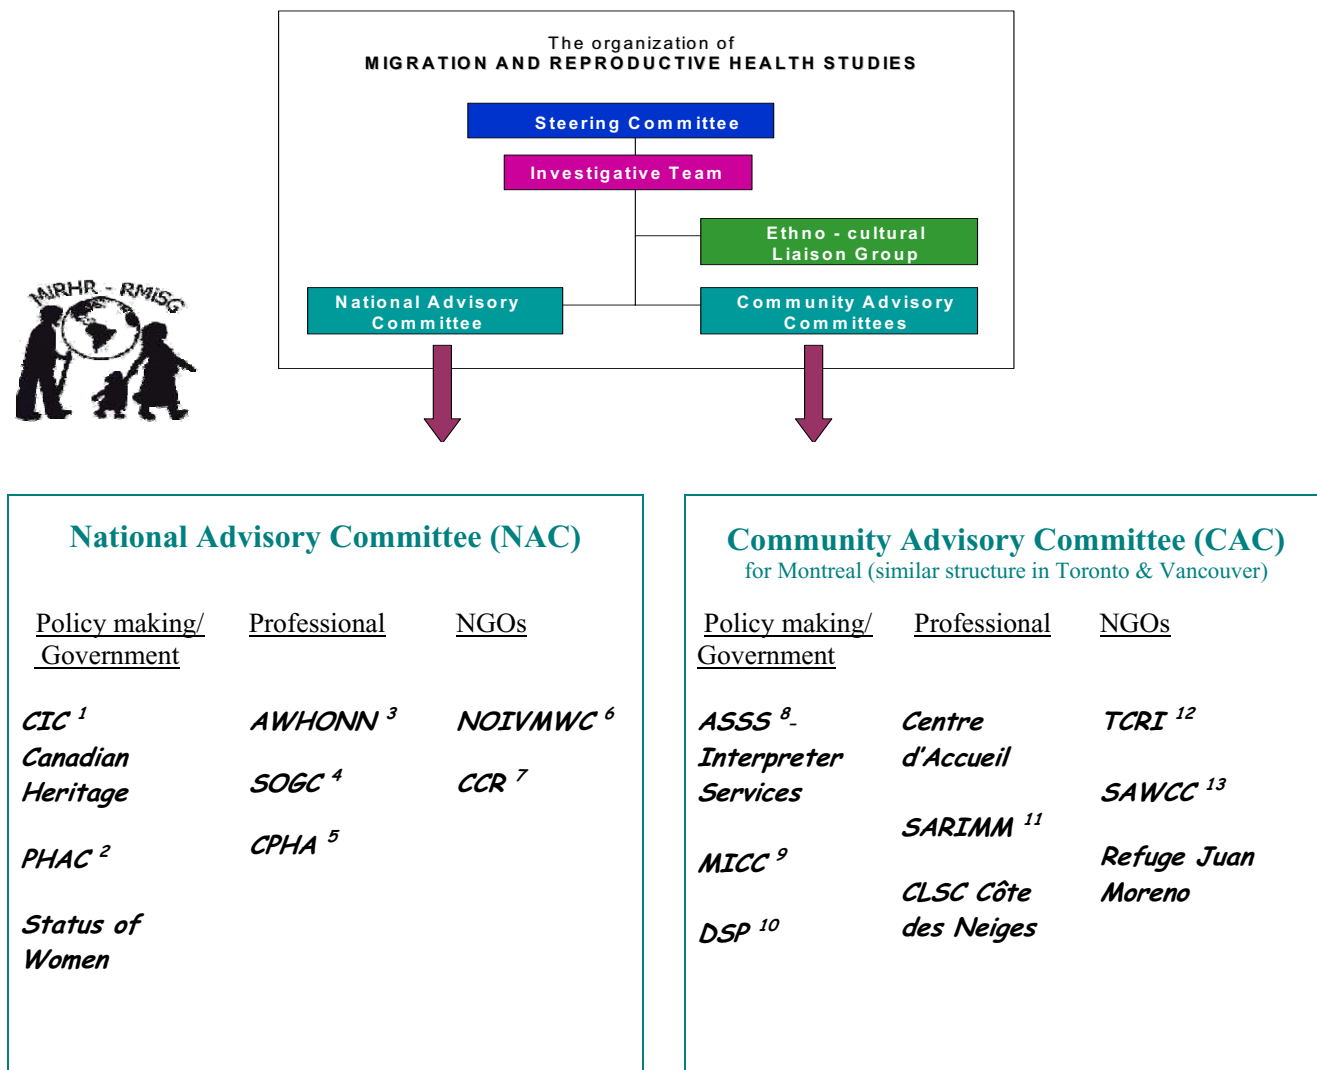 The organization of
MIGRATION AND REPRODUCTIVE HEALTH STUDIES
Steering Committee
Investigative Team
Ethno - cultural
Liaison Group
National Advisory
Committee
Community Advisory
Committees
MiRHR - RMiSG
National Advisory Committee (NAC)
Policy making/
Government
CIC 1
Canadian
Heritage
PHAC 2
Status of
Women
Professional
AWHONN 3
SOGC 4
CPHA 5
NGOs
NOIVMWC 6
CCR 7
Community Advisory Committee (CAC)
for Montreal (similar structure in Toronto & Vancouver)
Policy making/
Government
ASSS 8-
Interpreter
Services
MICC 9
DSP 10
Professional
Centre
d'Accueil
SARIMM 11
CLSC Côte
des Neiges
NGOs
TCRI 12
SAWCC 13
Refuge Juan
Moreno